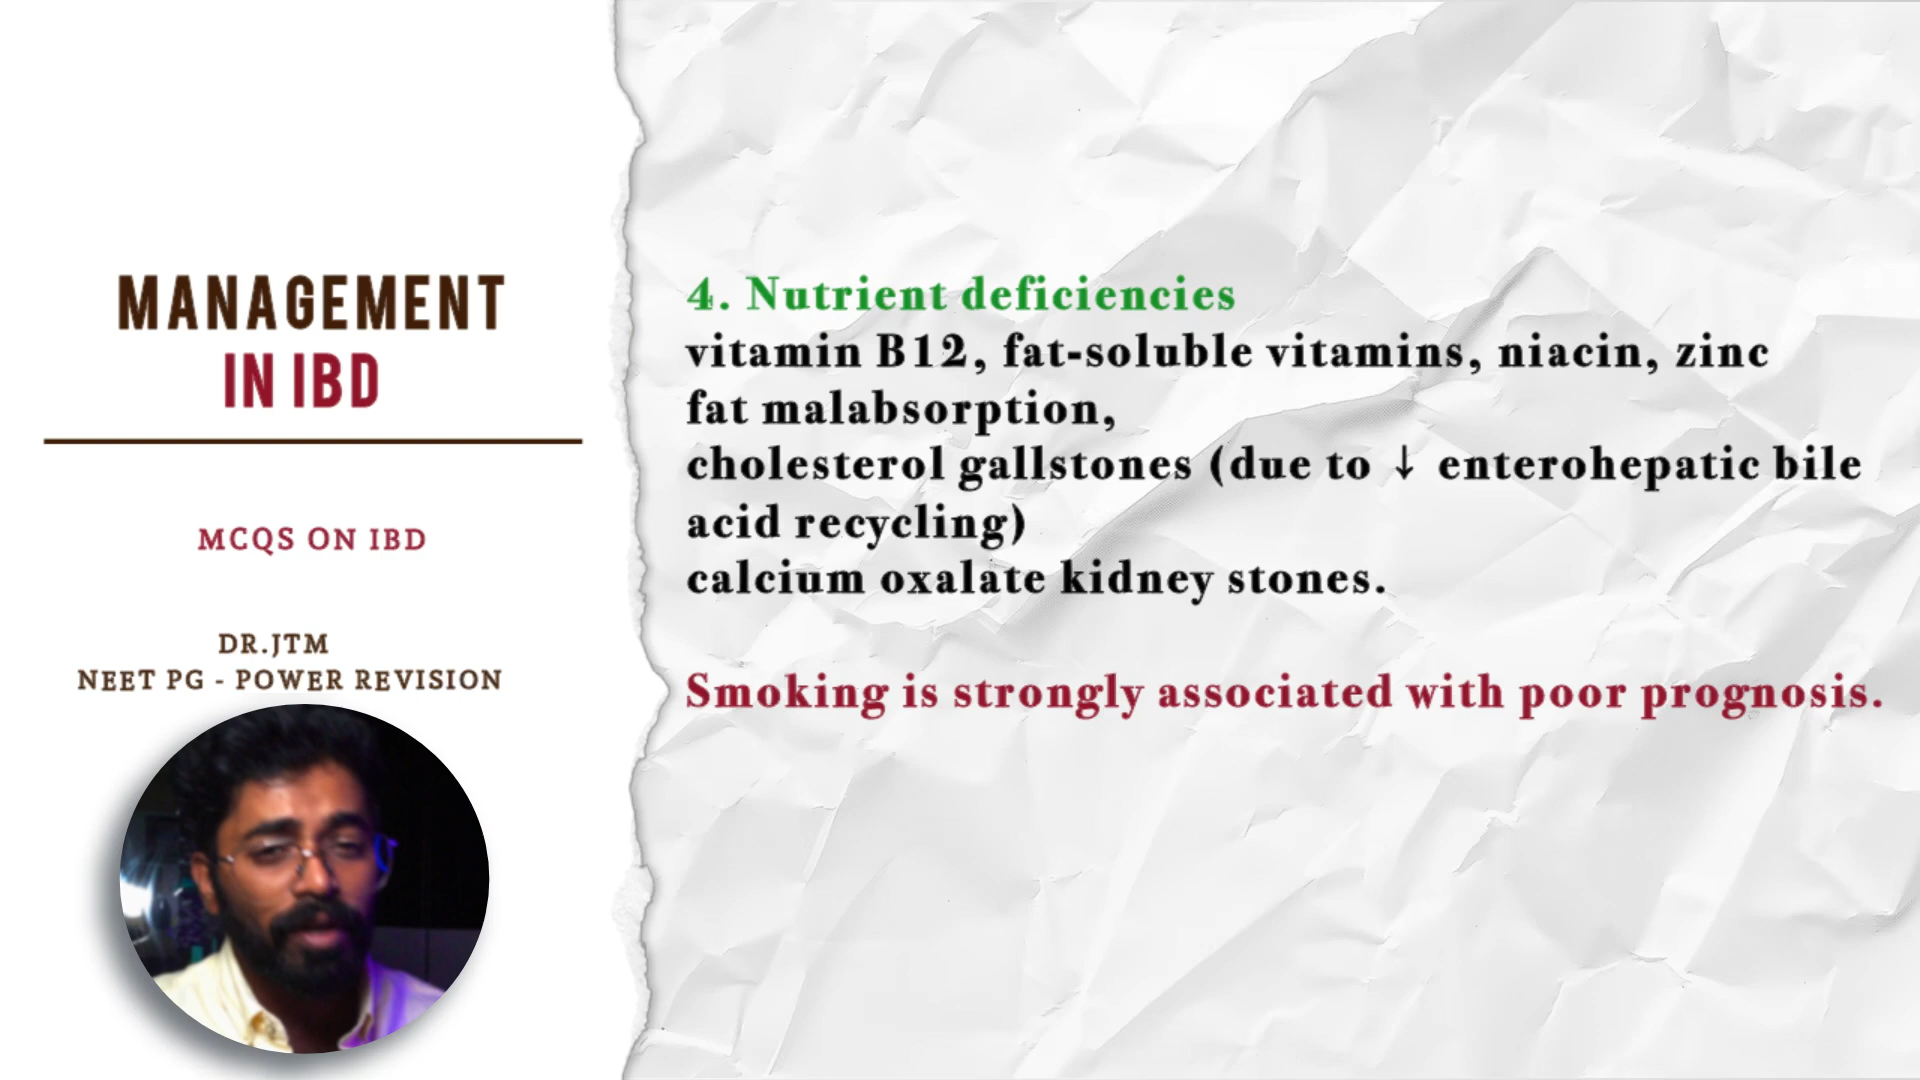 MANAGEMENT
IN IBD
MCQS ON IBD
DR.JTM
NEET PG - POWER REVISION
4. Nutrient deficiencies
vitamin B12, fat-soluble vitamins, niacin, zinc
fat malabsorption,
cholesterol gallstones (due to ↓ enterohepatic bile
acid recycling)
calcium oxalate kidney stones.
Smoking is strongly associated with poor prognosis.